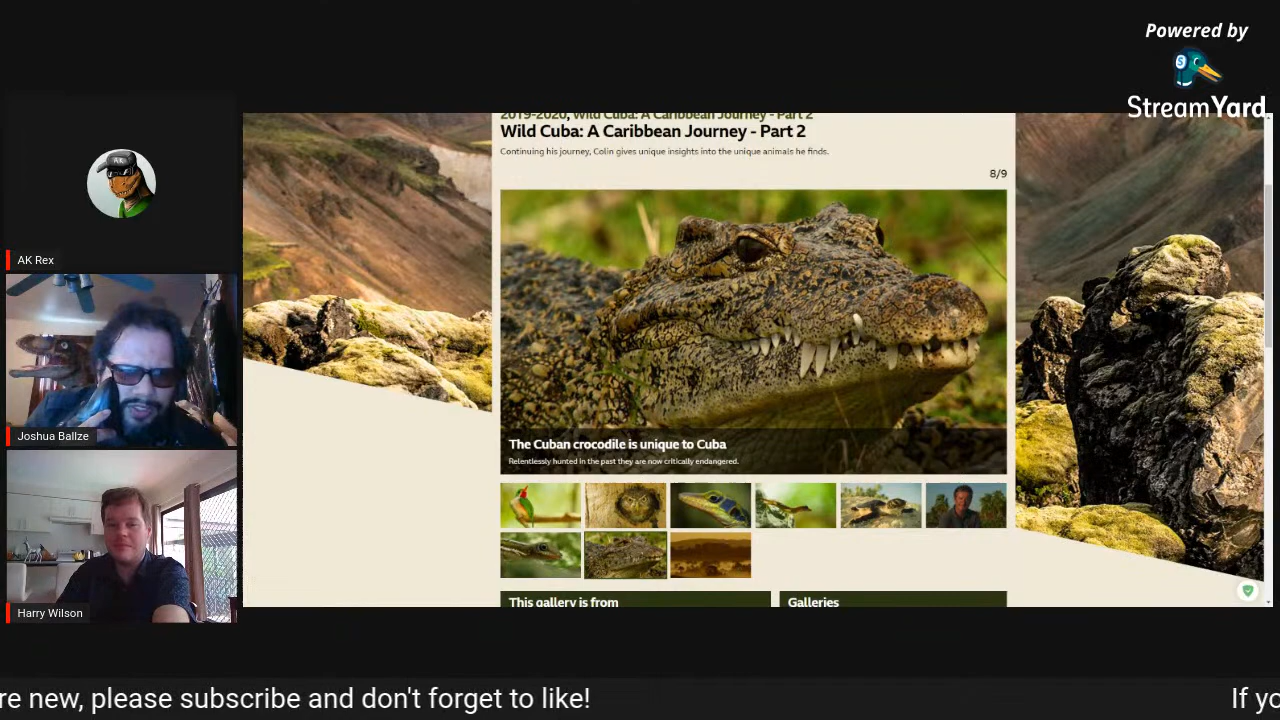 Powered by
StreamYard
2019-2020, Wild Cuba: A Caribbean Journey - Part 2
Wild Cuba: A Caribbean Journey - Part 2
Continuing his journey, Colin gives unique insights into the unique animals he finds.
8/9
AK Rex
Joshua Ballze
Harry Wilson
The Cuban crocodile is unique to Cuba
Relentlessly hunted in the past they are now critically endangered.
This gallery is from
Galleries
re new, please subscribe and don't forget to like!
If yo